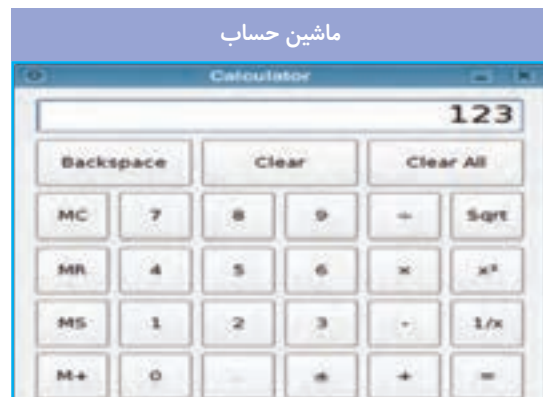 ماشین حساب
Calculator
123
Backspace Clear Clear All
MC 7 8 9 ÷ Sqrt
MR 4 5 6 × x²
MS 1 2 3 - 1/x
M+ 0 . ± + =